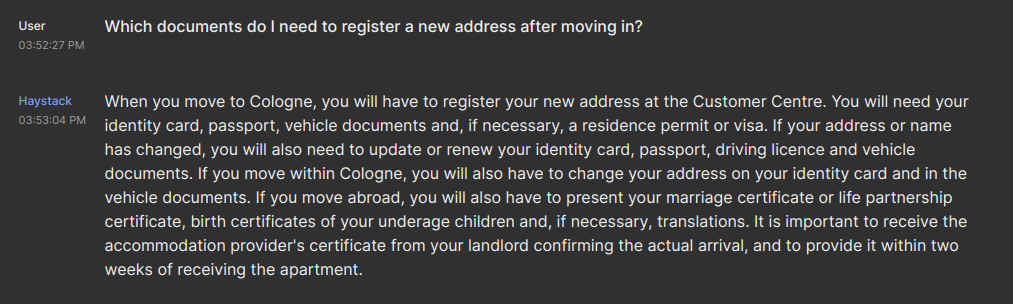 User
Which documents do I need to register a new address after moving in?
03:52:27 PM
Haystack
When you move to Cologne, you will have to register your new address at the Customer Centre. You will need your
03:53:04 PM
identity card, passport, vehicle documents and, if necessary, a residence permit or visa. If your address or name
has changed, you will also need to update or renew your identity card, passport, driving licence and vehicle
documents. If you move within Cologne, you will also have to change your address on your identity card and in the
vehicle documents. If you move abroad, you will also have to present your marriage certificate or life partnership
certificate, birth certificates of your underage children and, if necessary, translations. It is important to receive the
accommodation provider's certificate from your landlord confirming the actual arrival, and to provide it within two
weeks of receiving the apartment.